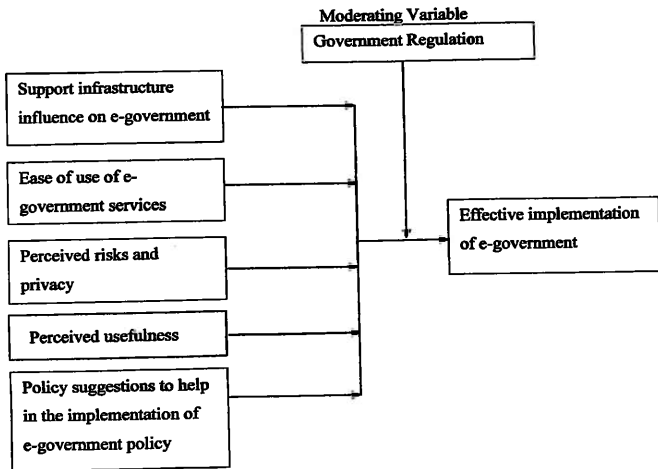 Moderating Variable
Government Regulation
Support infrastructure
influence on e-government
Ease of use of e-
government services
Perceived risks and
privacy
Perceived usefulness
Policy suggestions to help
in the implementation of
e-government policy
Effective implementation
of e-government